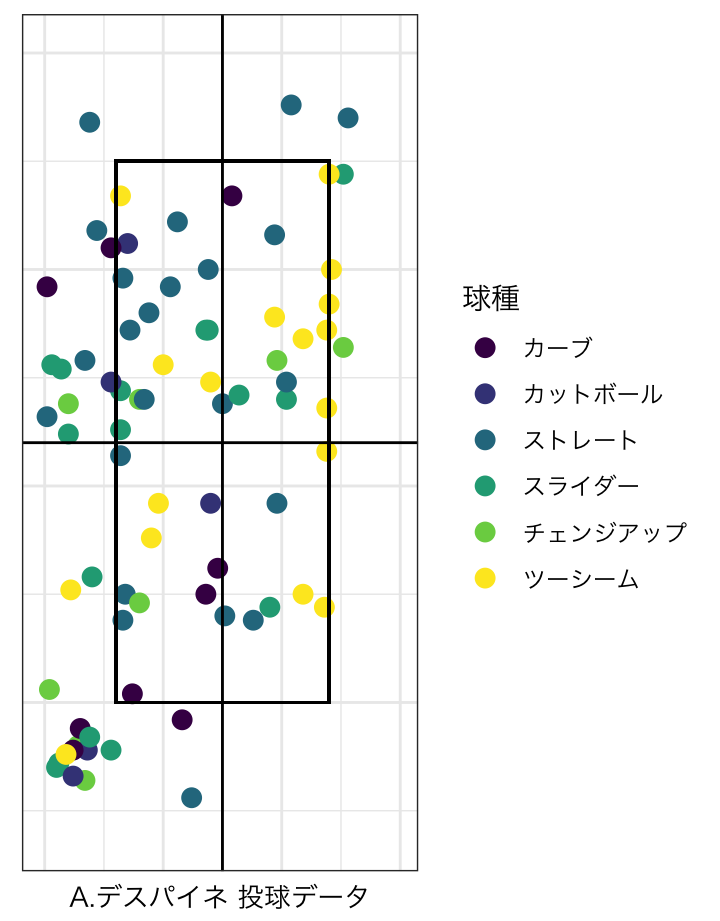 球種
カーブ
カットボール
ストレート
スライダー
チェンジアップ
ツーシーム
A.デスパイネ 投球データ